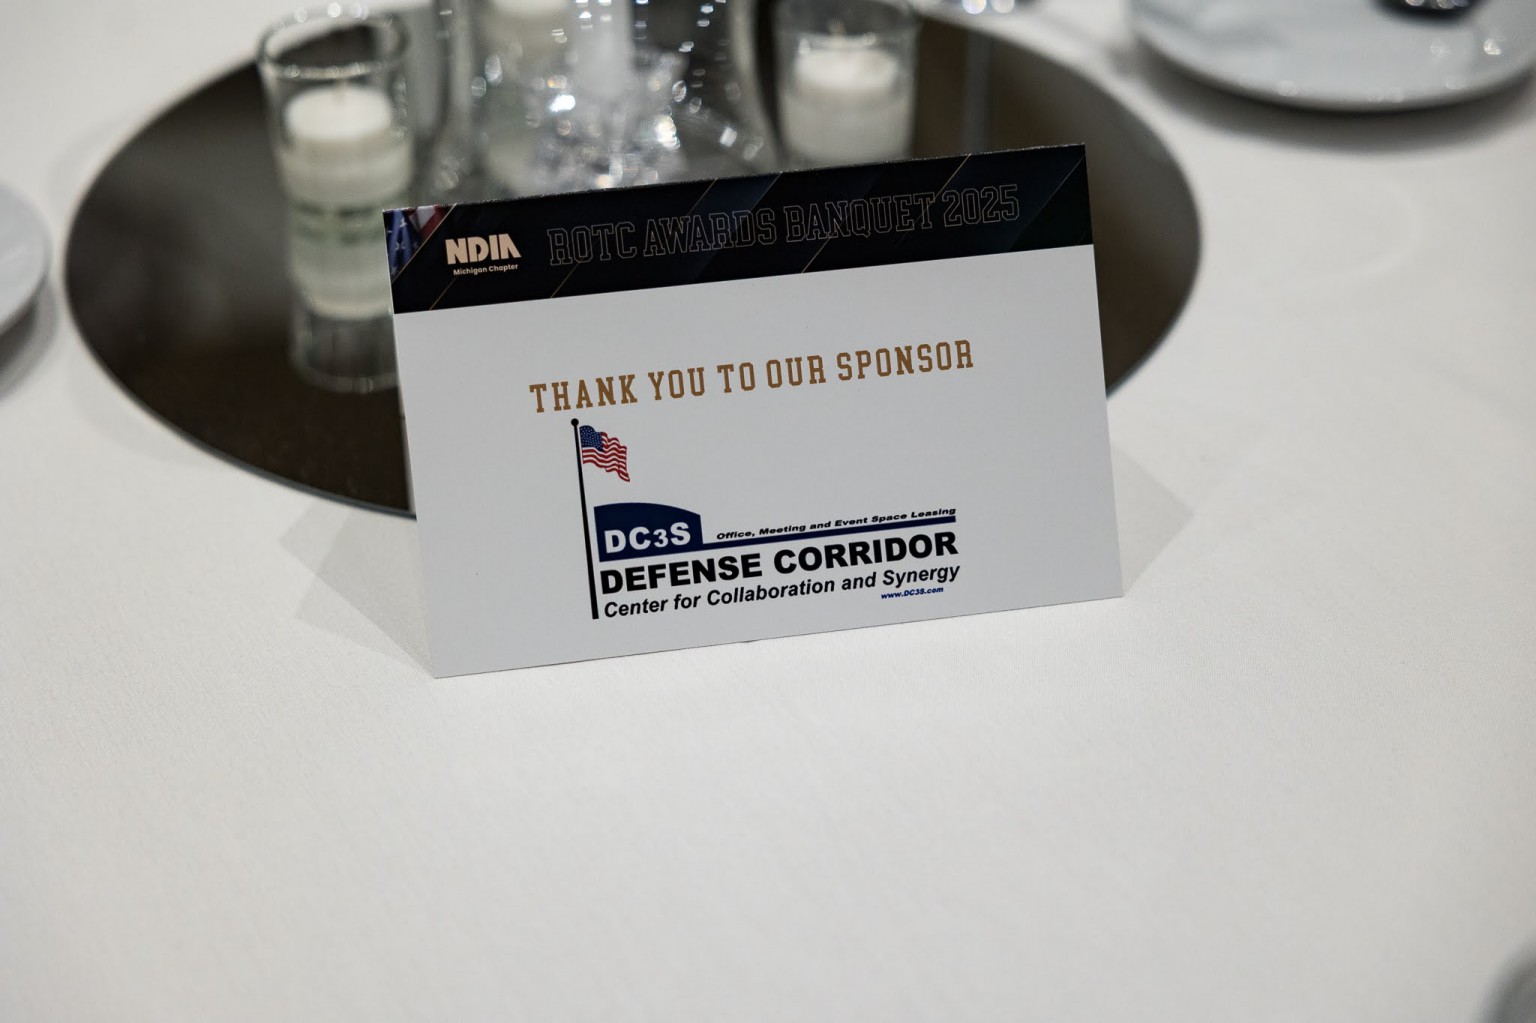 NDIA
Michigan Chapter
ROTC AWARDS BANQUET 2025
THANK YOU TO OUR SPONSOR
DC3S
Office, Meeting and Event Space Leasing
DEFENSE CORRIDOR
Center for Collaboration and Synergy
www.DC3S.com